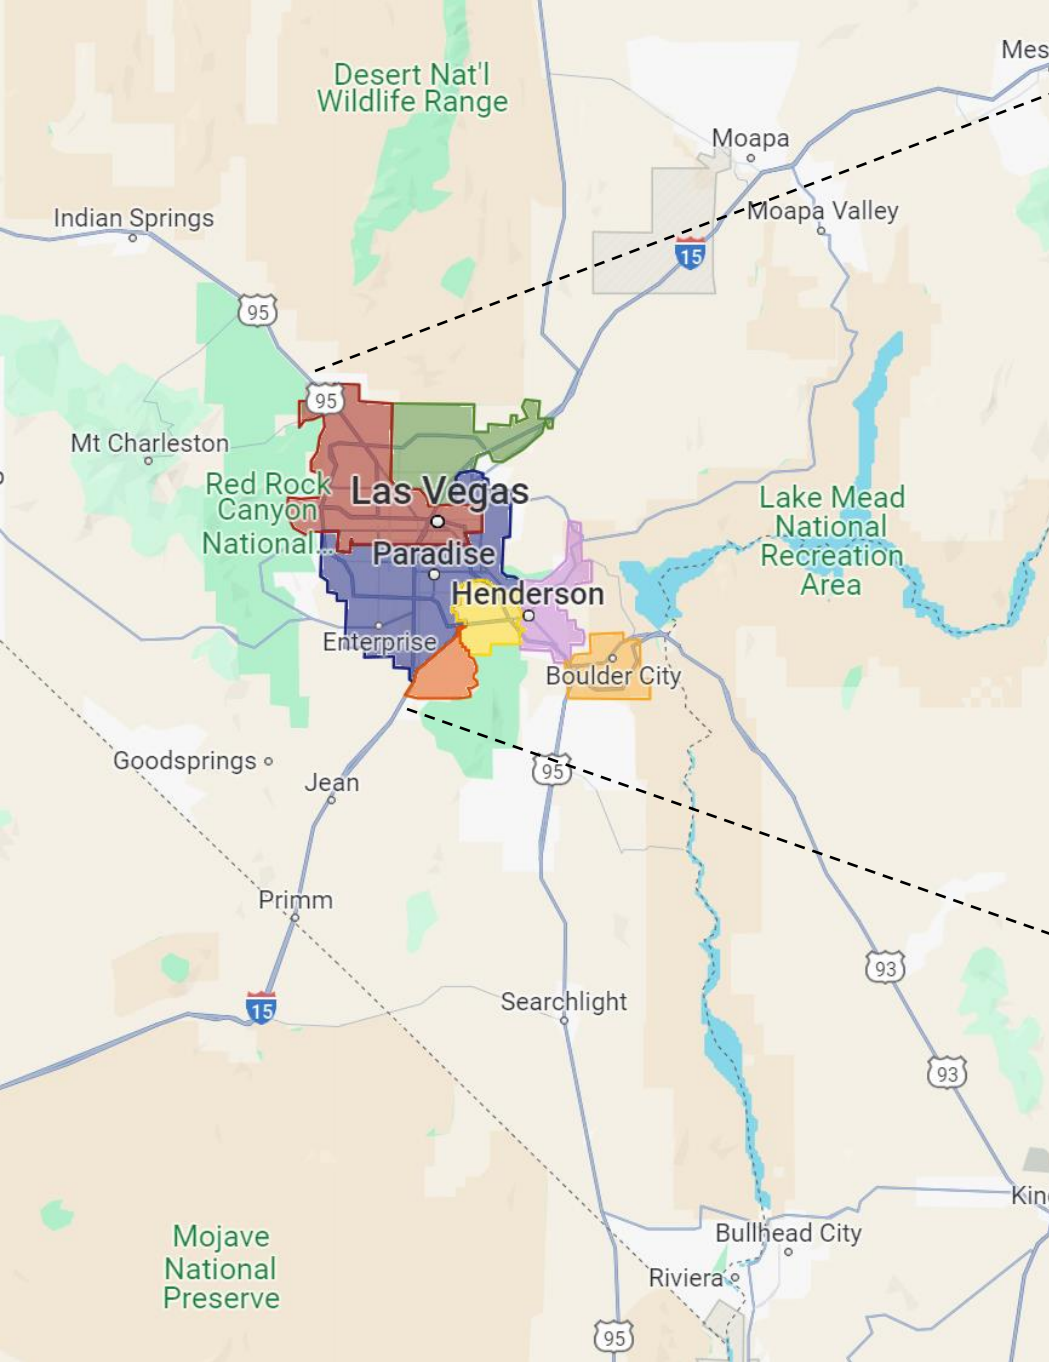 Desert Nat'l
Wildlife Range
Mes
Moapa
Indian Springs
Moapa Valley
15
95
95
Mt Charleston
Red Rock
Canyon
National...
Las Vegas
Lake Mead
National
Recreation
Area
Paradise
Henderson
Enterprise
Boulder City
Goodsprings
95
Jean
Primm
93
15
Searchlight
93
Kin
Mojave
National
Preserve
Bullhead City
Riviera
95